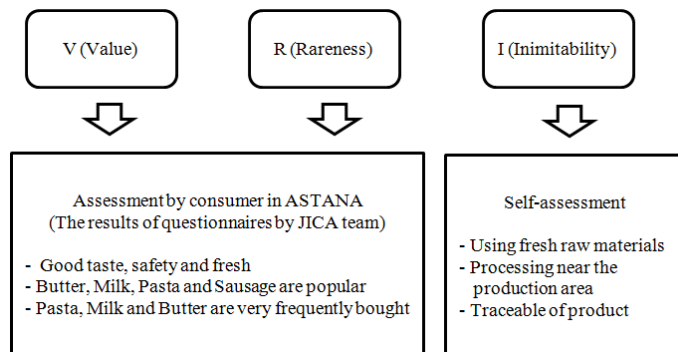 V (Value)
R (Rareness)
I (Inimitability)
Assessment by consumer in ASTANA
(The results of questionnaires by JICA team)
- Good taste, safety and fresh
- Butter, Milk, Pasta and Sausage are popular
- Pasta, Milk and Butter are very frequently bought
Self-assessment
- Using fresh raw materials
- Processing near the
production area
- Traceable of product